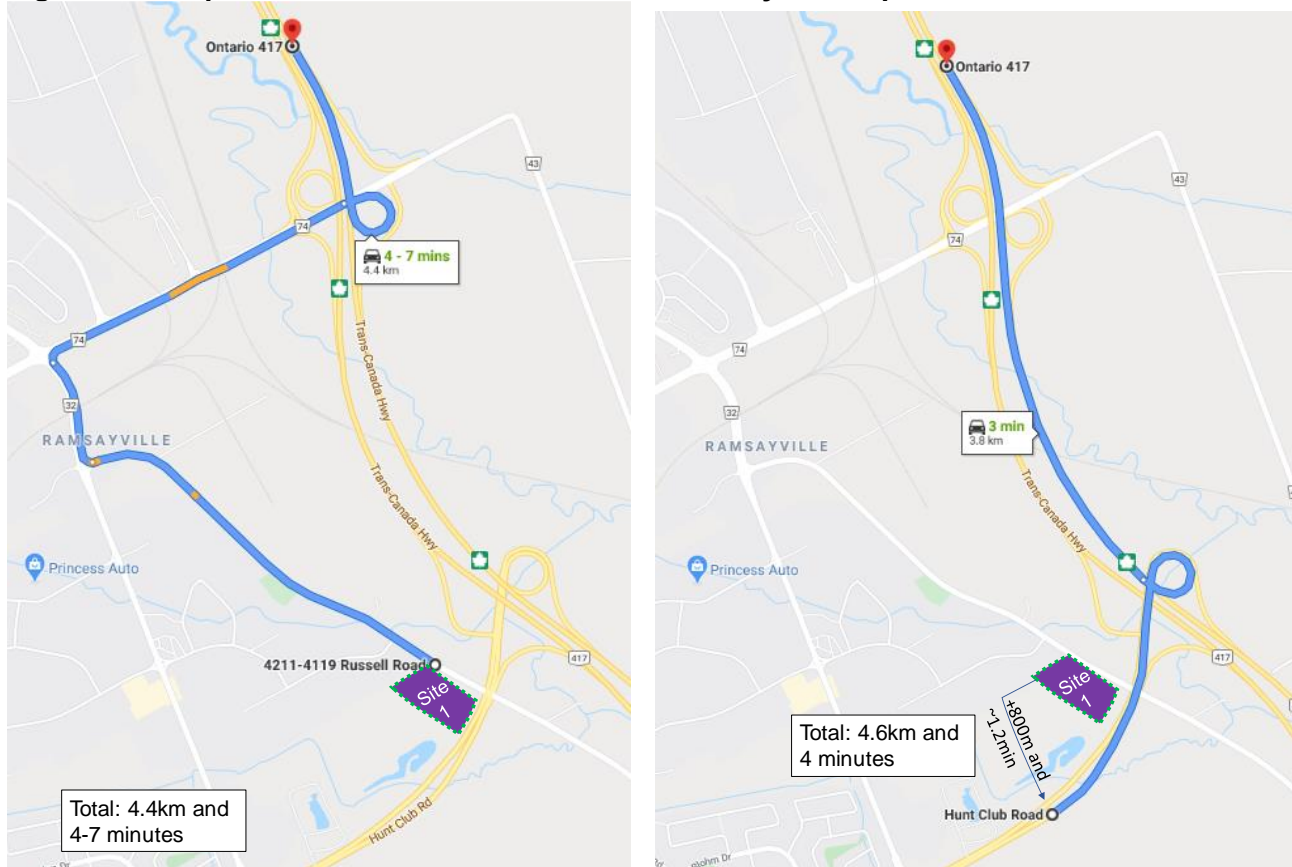 Ontario 417
43
74
4 - 7 mins
4.4 km
Trans-Canada Hwy
74
32
RAMSAYVILLE
Trans-Canada Hwy
Princess Auto
4211-4119 Russell Road
417
Site
1
Total: 4.4km and
4-7 minutes
Hunt Club Rd
Ontario 417
43
74
74
32
3 min
3.8 km
RAMSAYVILLE
Trans-Canada Hwy
Princess Auto
417
Site
1
+800m and
~1.2min
Total: 4.6km and
4 minutes
Hunt Club Road